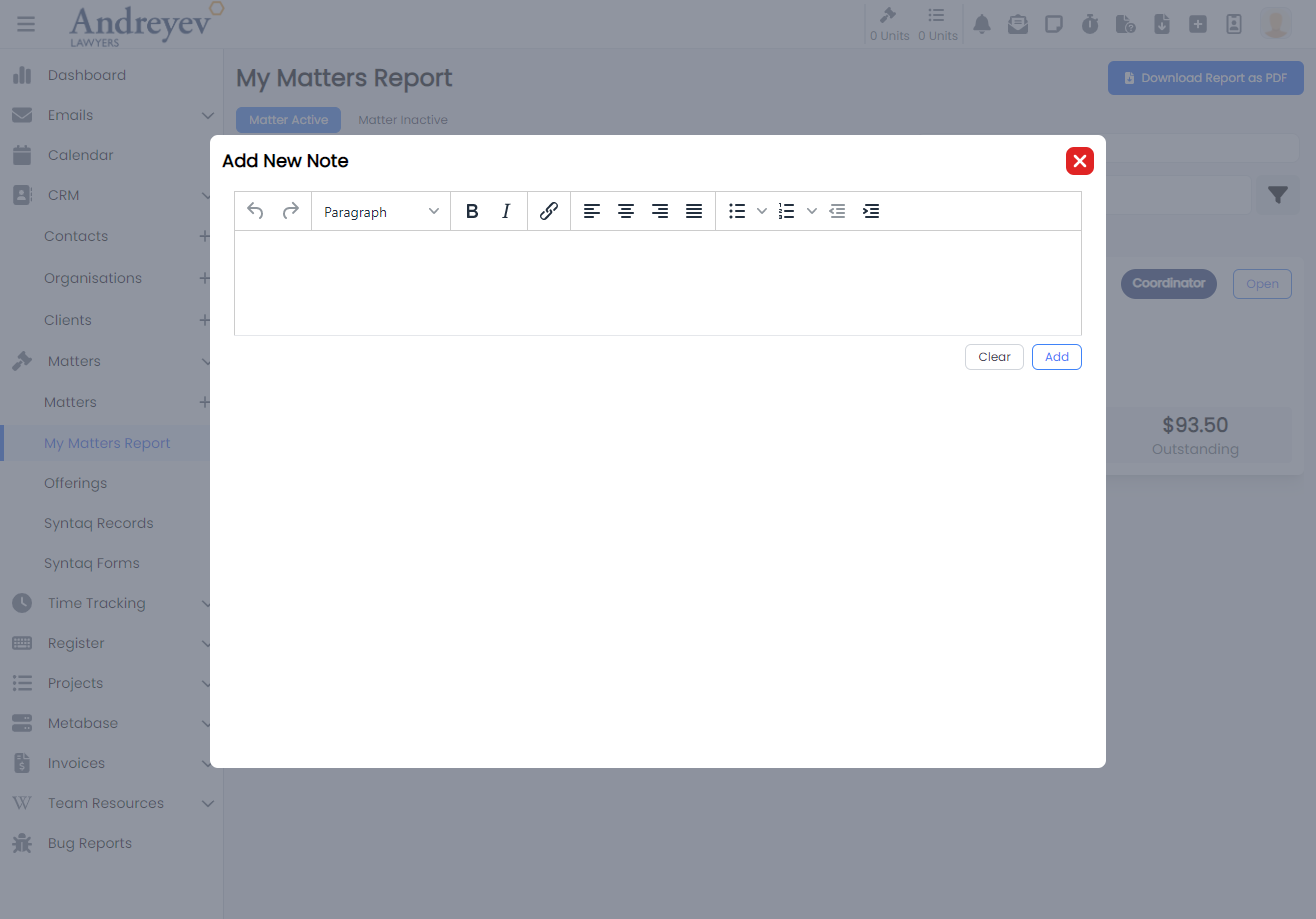 Andreyev
LAWYERS
0 Units
0 Units
Dashboard
Emails
Calendar
CRM
Contacts
Organisations
Clients
Matters
Matters
My Matters Report
Offerings
Syntaq Records
Syntaq Forms
Time Tracking
Register
Projects
Metabase
Invoices
Team Resources
Bug Reports
My Matters Report
Download Report as PDF
Matter Active
Matter Inactive
Add New Note
Paragraph
B
I
Clear
Add
Coordinator
Open
$93.50
Outstanding